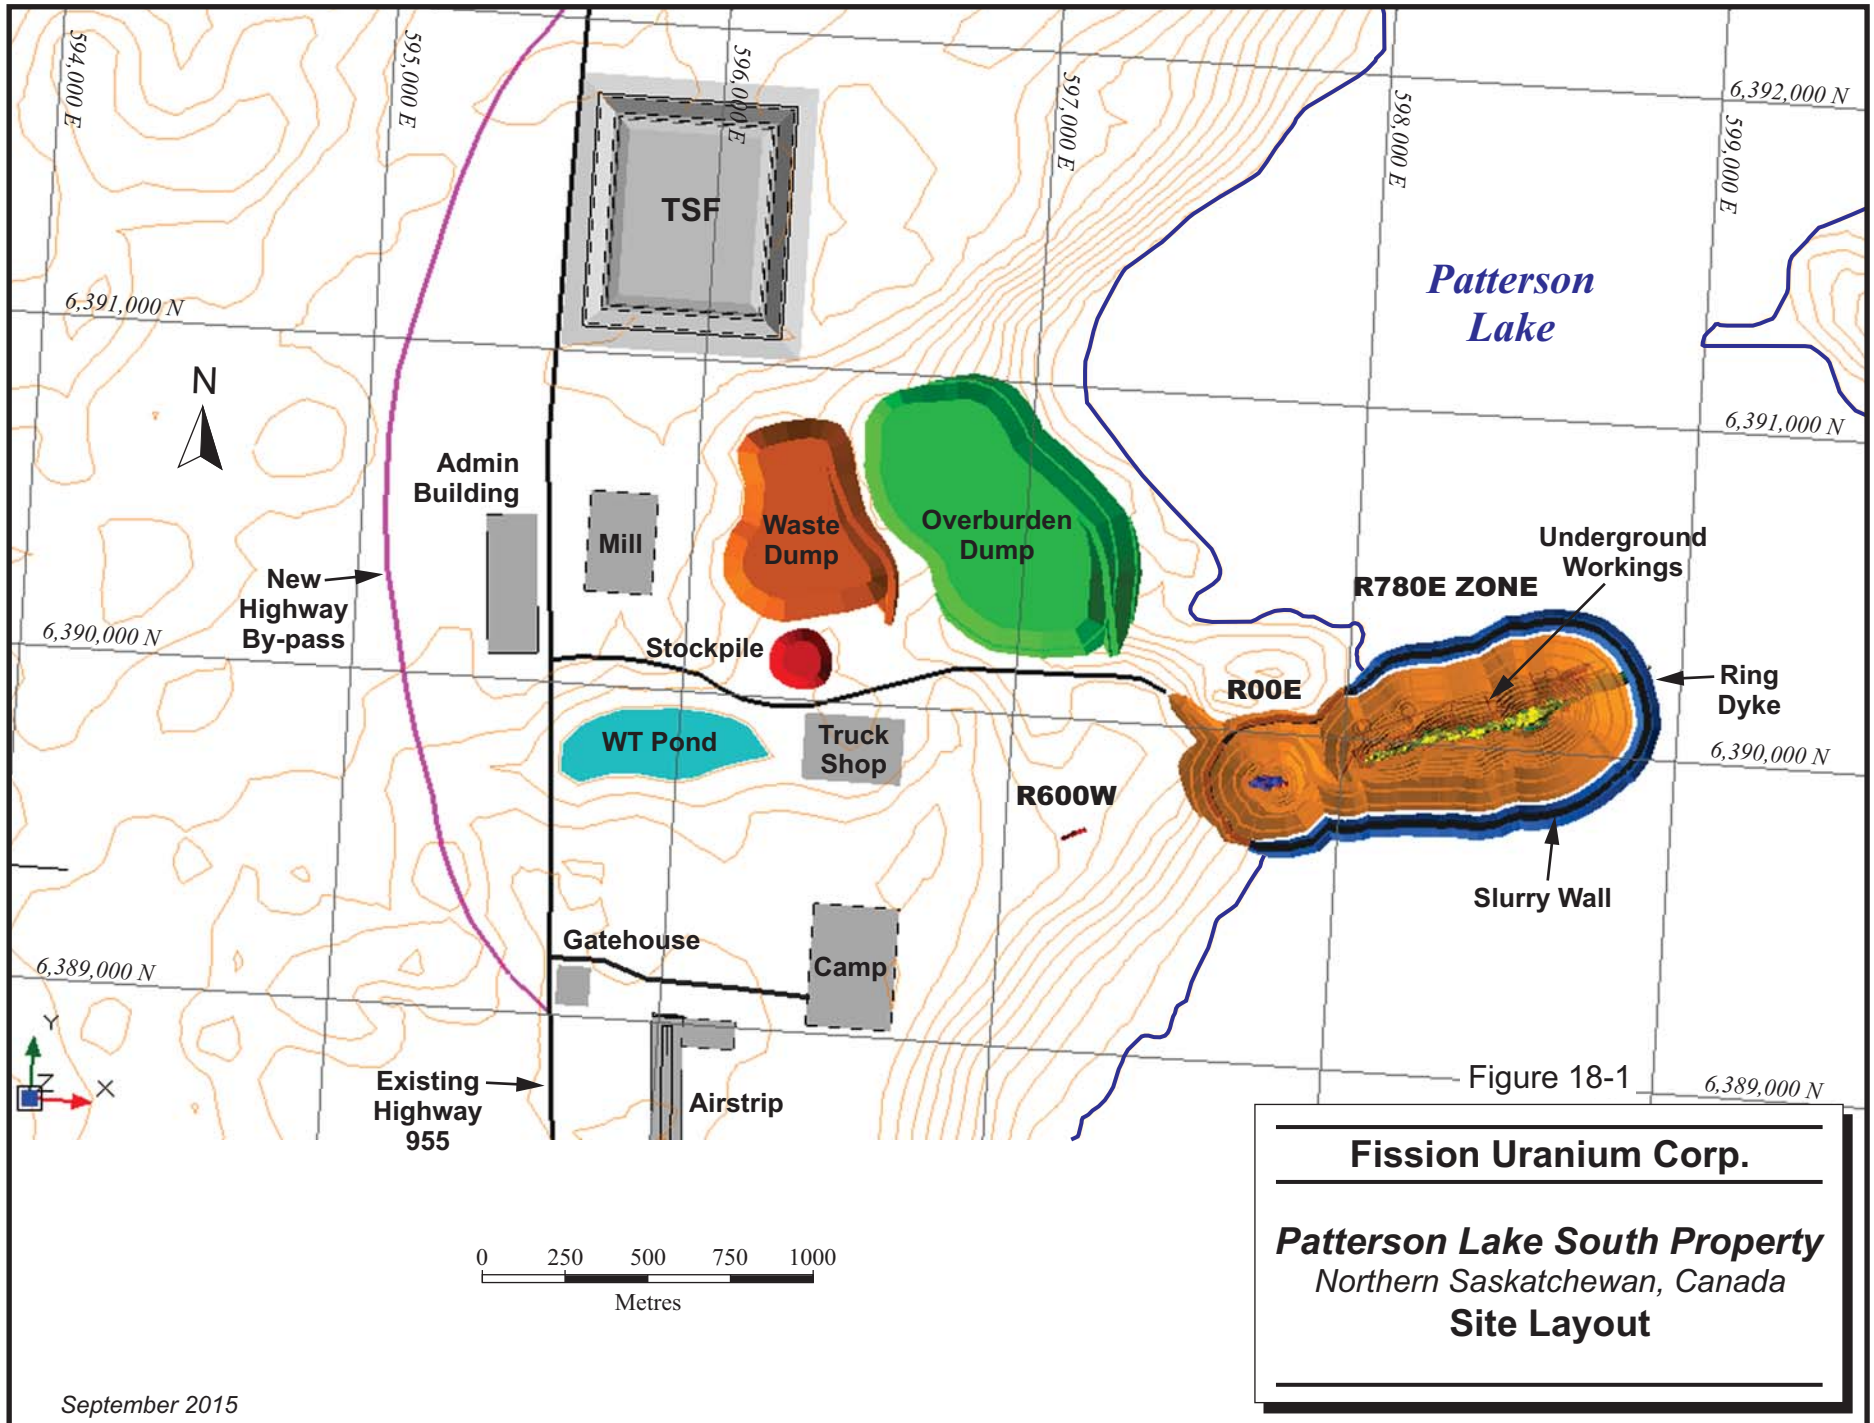 594,000 E
595,000 E
596,000 E
597,000 E
598,000 E
599,000 E
6,392,000 N
TSF
Patterson
Lake
6,391,000 N
6,391,000 N
N
Admin
Building
Mill
Waste
Dump
Overburden
Dump
Underground
Workings
R780E ZONE
New
Highway
By-pass
6,390,000 N
Stockpile
R00E
Ring
Dyke
WT Pond
Truck
Shop
6,390,000 N
R600W
Slurry Wall
Gatehouse
Camp
6,389,000 N
Y
Z
X
Existing
Highway
955
Airstrip
Figure 18-1
6,389,000 N
Fission Uranium Corp.
Patterson Lake South Property
Northern Saskatchewan, Canada
Site Layout
0 250 500 750 1000
Metres
September 2015